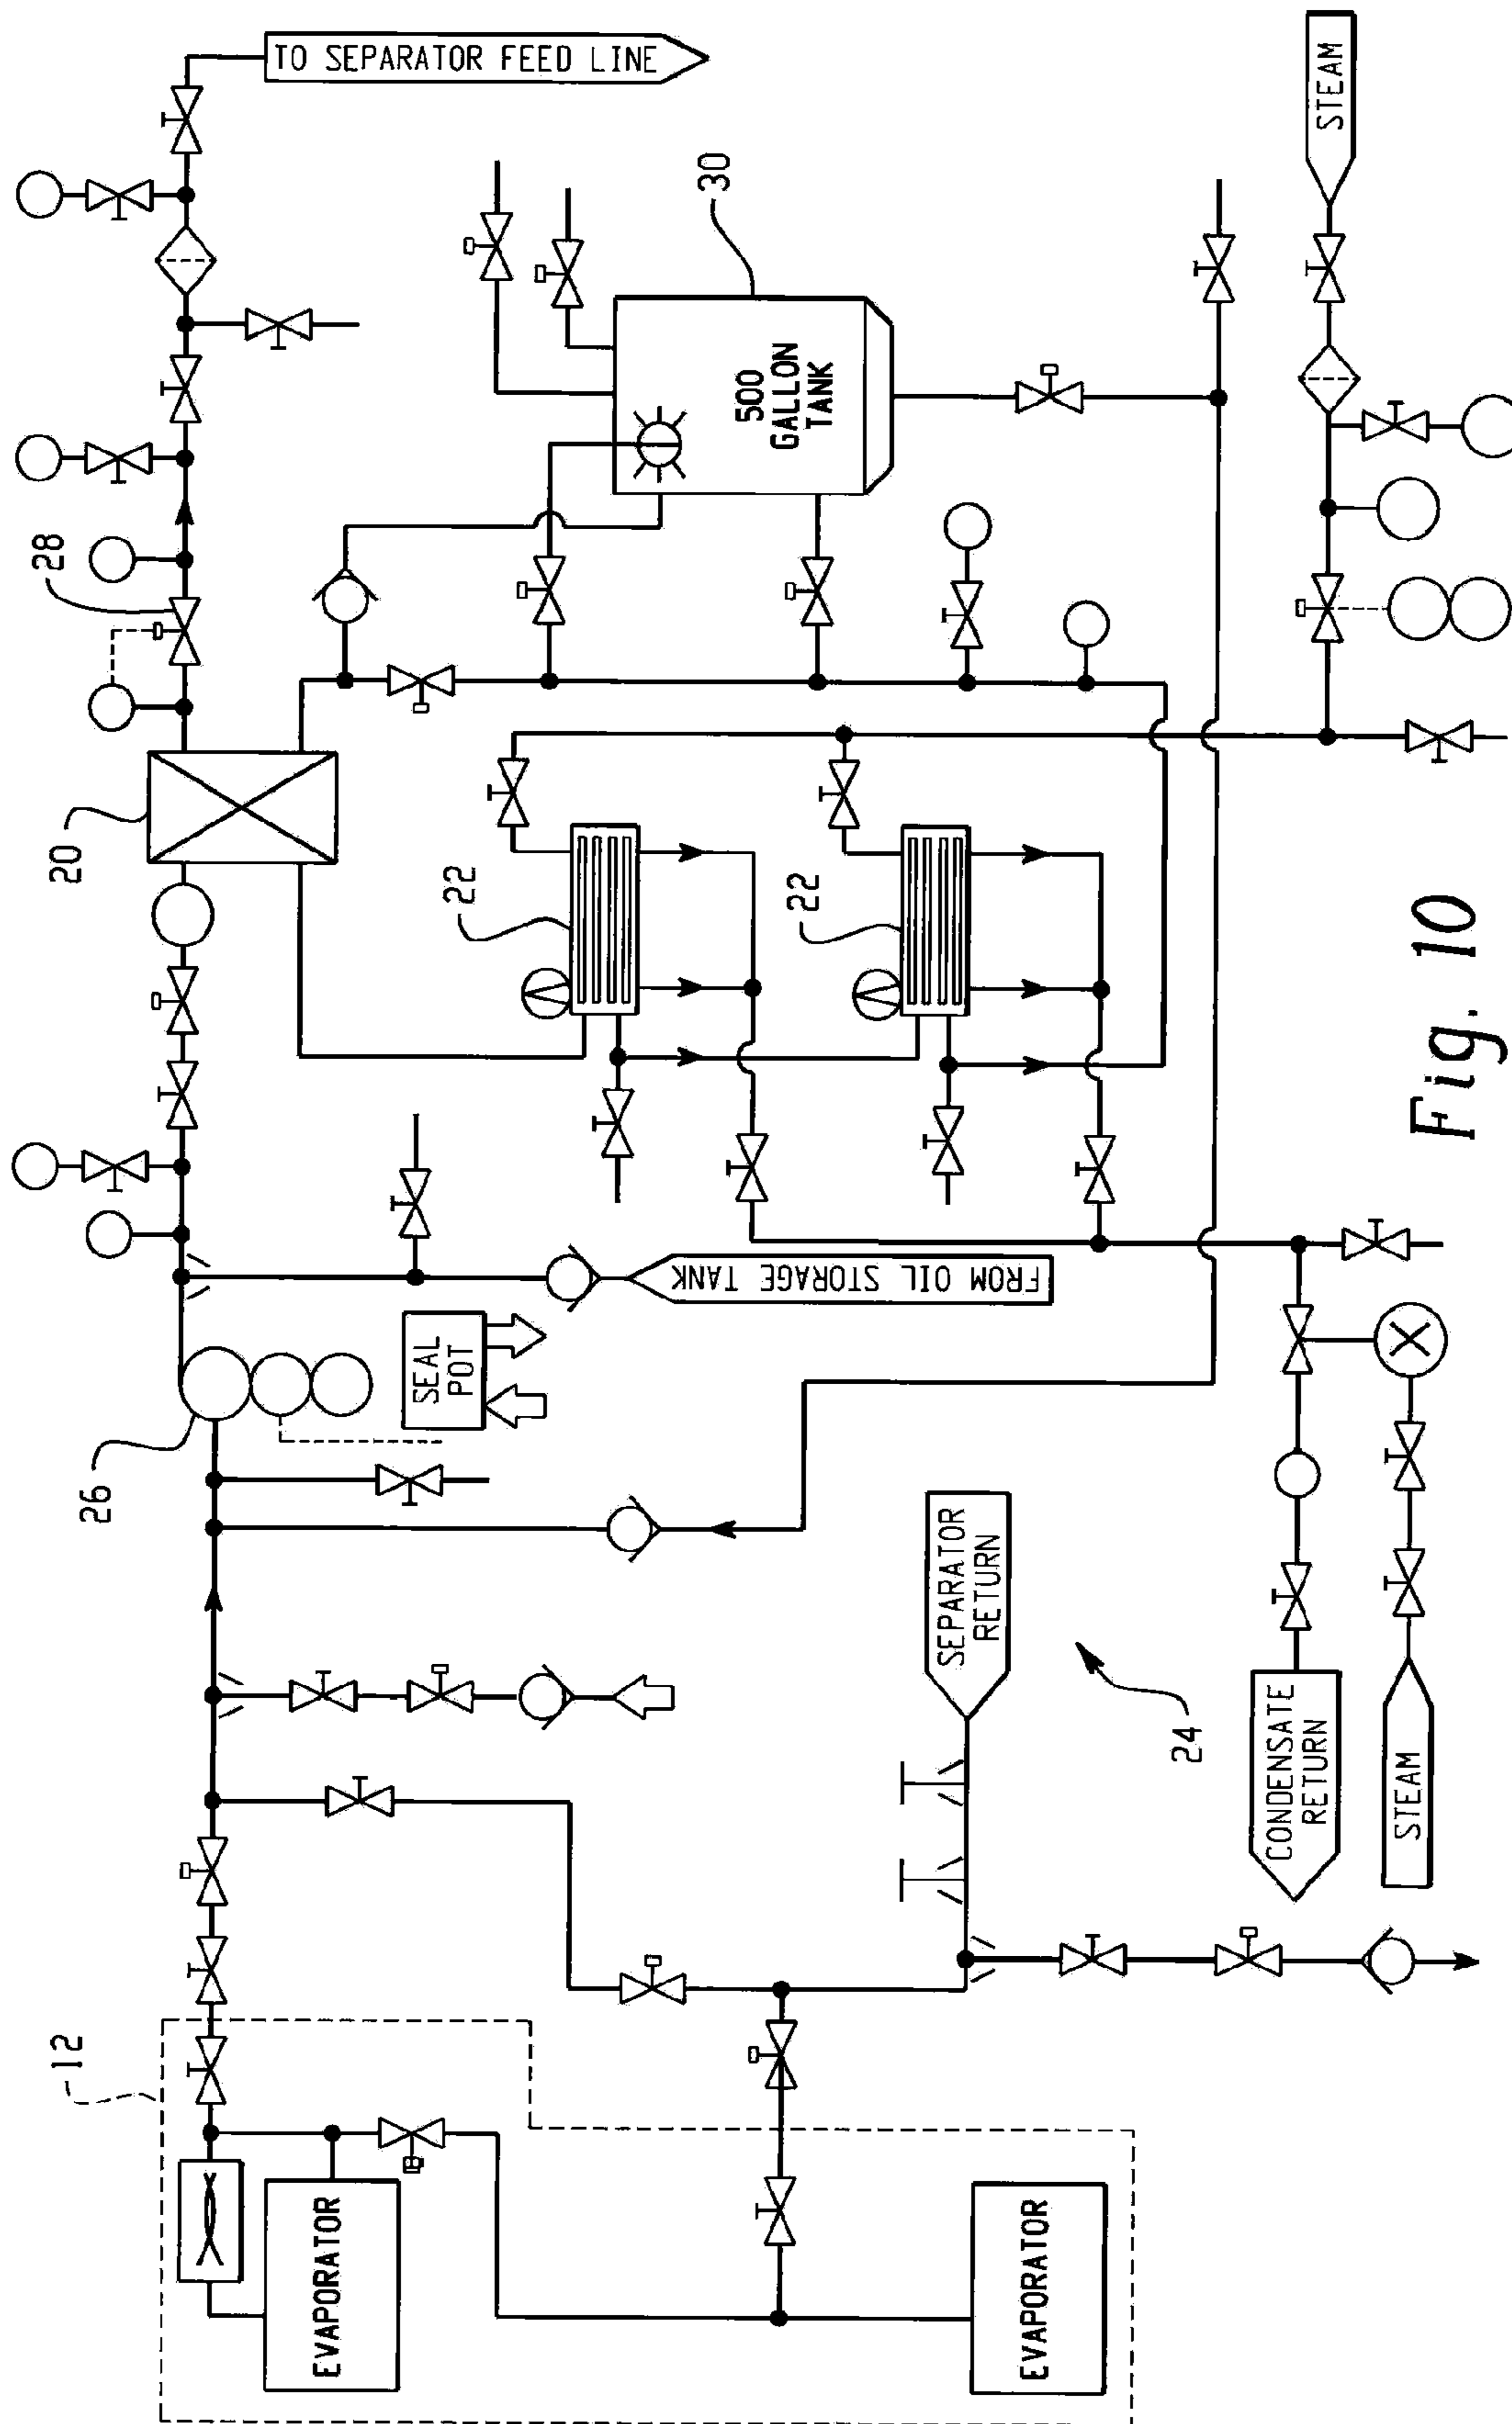 TO SEPARATOR FEED LINE
28
20
30
500
GALLON
TANK
STEAM
22
22
26
SEAL
POT
FROM OIL STORAGE TANK
SEPARATOR
RETURN
24
CONDENSATE
RETURN
STEAM
12
EVAPORATOR
EVAPORATOR
Fig. 10